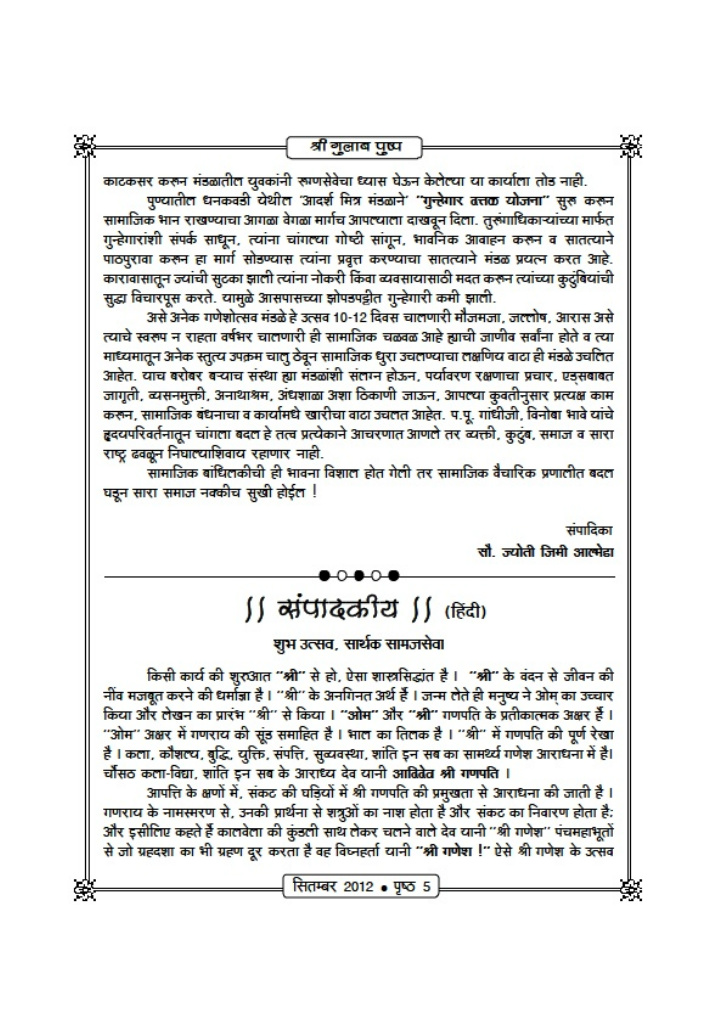 श्री गुलाब पुष्प
काटकसर करून मंडळातील युवकांनी रुग्णसेवेचा ध्यास घेऊन केलेल्या या कार्याला तोड नाही.
पुण्यातील धनकवडी येथील 'आदर्श मित्र मंडळाने' "गुन्हेगार दत्तक योजना" सुरू करून
सामाजिक भान राखण्याचा आगळा वेगळा मार्गच आपल्याला दाखवून दिला. तुरुंगाधिकाऱ्यांच्या मार्फत
गुन्हेगारांशी संपर्क साधून, त्यांना चांगल्या गोष्टी सांगून, भावनिक आवाहन करून व सातत्याने
पाठपुरावा करून हा मार्ग सोडण्यास त्यांना प्रवृत्त करण्याचा सातत्याने मंडळ प्रयत्न करत आहे.
कारावासातून ज्यांची सुटका झाली त्यांना नोकरी किंवा व्यवसायासाठी मदत करून त्यांच्या कुटुंबियांची
सुद्धा विचारपूस करते. यामुळे आसपासच्या झोपडपट्टीत गुन्हेगारी कमी झाली.
असे अनेक गणेशोत्सव मंडळे हे उत्सव 10-12 दिवस चालणारी मौजमजा, जल्लोष, आरास असे
त्याचे स्वरुप न राहता वर्षभर चालणारी ही सामाजिक चळवळ आहे ह्याची जाणीव सर्वांना होते व त्या
माध्यमातून अनेक स्तुत्य उपक्रम चालु ठेवून सामाजिक धुरा उचलण्याचा लक्षणिय वाटा ही मंडळे उचलित
आहेत. याच बरोबर बऱ्याच संस्था ह्या मंडळांशी संलग्न होऊन, पर्यावरण रक्षणाचा प्रचार, एड्सबाबत
जागृती, व्यसनमुक्ती, अनाथाश्रम, अंधशाळा अशा ठिकाणी जाऊन, आपल्या कुवतीनुसार प्रत्यक्ष काम
करून, सामाजिक बंधनाचा व कार्यामधे खारीचा वाटा उचलत आहेत. प.पू. गांधीजी, विनोबा भावे यांचे
हृदयपरिवर्तनातून चांगला बदल हे तत्व प्रत्येकाने आचरणात आणले तर व्यक्ती, कुटुंब, समाज व सारा
राष्ट्र ढवळून निघाल्याशिवाय रहाणार नाही.
सामाजिक बांधिलकीची ही भावना विशाल होत गेली तर सामाजिक वैचारिक प्रणालीत बदल
घडून सारा समाज नक्कीच सुखी होईल !
संपादिका
सौ. ज्योती जिमी आल्मेडा
।। संपादकीय ।। (हिंदी)
शुभ उत्सव, सार्थक सामजसेवा
किसी कार्य की शुरुआत "श्री" से हो, ऐसा शास्त्रसिद्धांत है । "श्री" के वंदन से जीवन की
नींव मजबूत करने की धर्माज्ञा है । "श्री" के अनगिनत अर्थ हैं । जन्म लेते ही मनुष्य ने ओम् का उच्चार
किया और लेखन का प्रारंभ "श्री" से किया । "ओम" और "श्री" गणपति के प्रतीकात्मक अक्षर हैं ।
"ओम" अक्षर में गणराय की सूंड समाहित है । भाल का तिलक है । "श्री" में गणपति की पूर्ण रेखा
है । कला, कौशल्य, बुद्धि, युक्ति, संपत्ति, सुव्यवस्था, शांति इन सब का सामर्थ्य गणेश आराधना में है।
चौंसठ कला-विद्या, शांति इन सब के आराध्य देव यानी आदिदेव श्री गणपति ।
आपत्ति के क्षणों में, संकट की घड़ियों में श्री गणपति की प्रमुखता से आराधना की जाती है ।
गणराय के नामस्मरण से, उनकी प्रार्थना से शत्रुओं का नाश होता है और संकट का निवारण होता है;
और इसीलिए कहते हैं कालवेला की कुंडली साथ लेकर चलने वाले देव यानी "श्री गणेश" पंचमहाभूतों
से जो ग्रहदशा का भी ग्रहण दूर करता है वह विघ्नहर्ता यानी "श्री गणेश !" ऐसे श्री गणेश के उत्सव
सितम्बर 2012 ● पृष्ठ 5